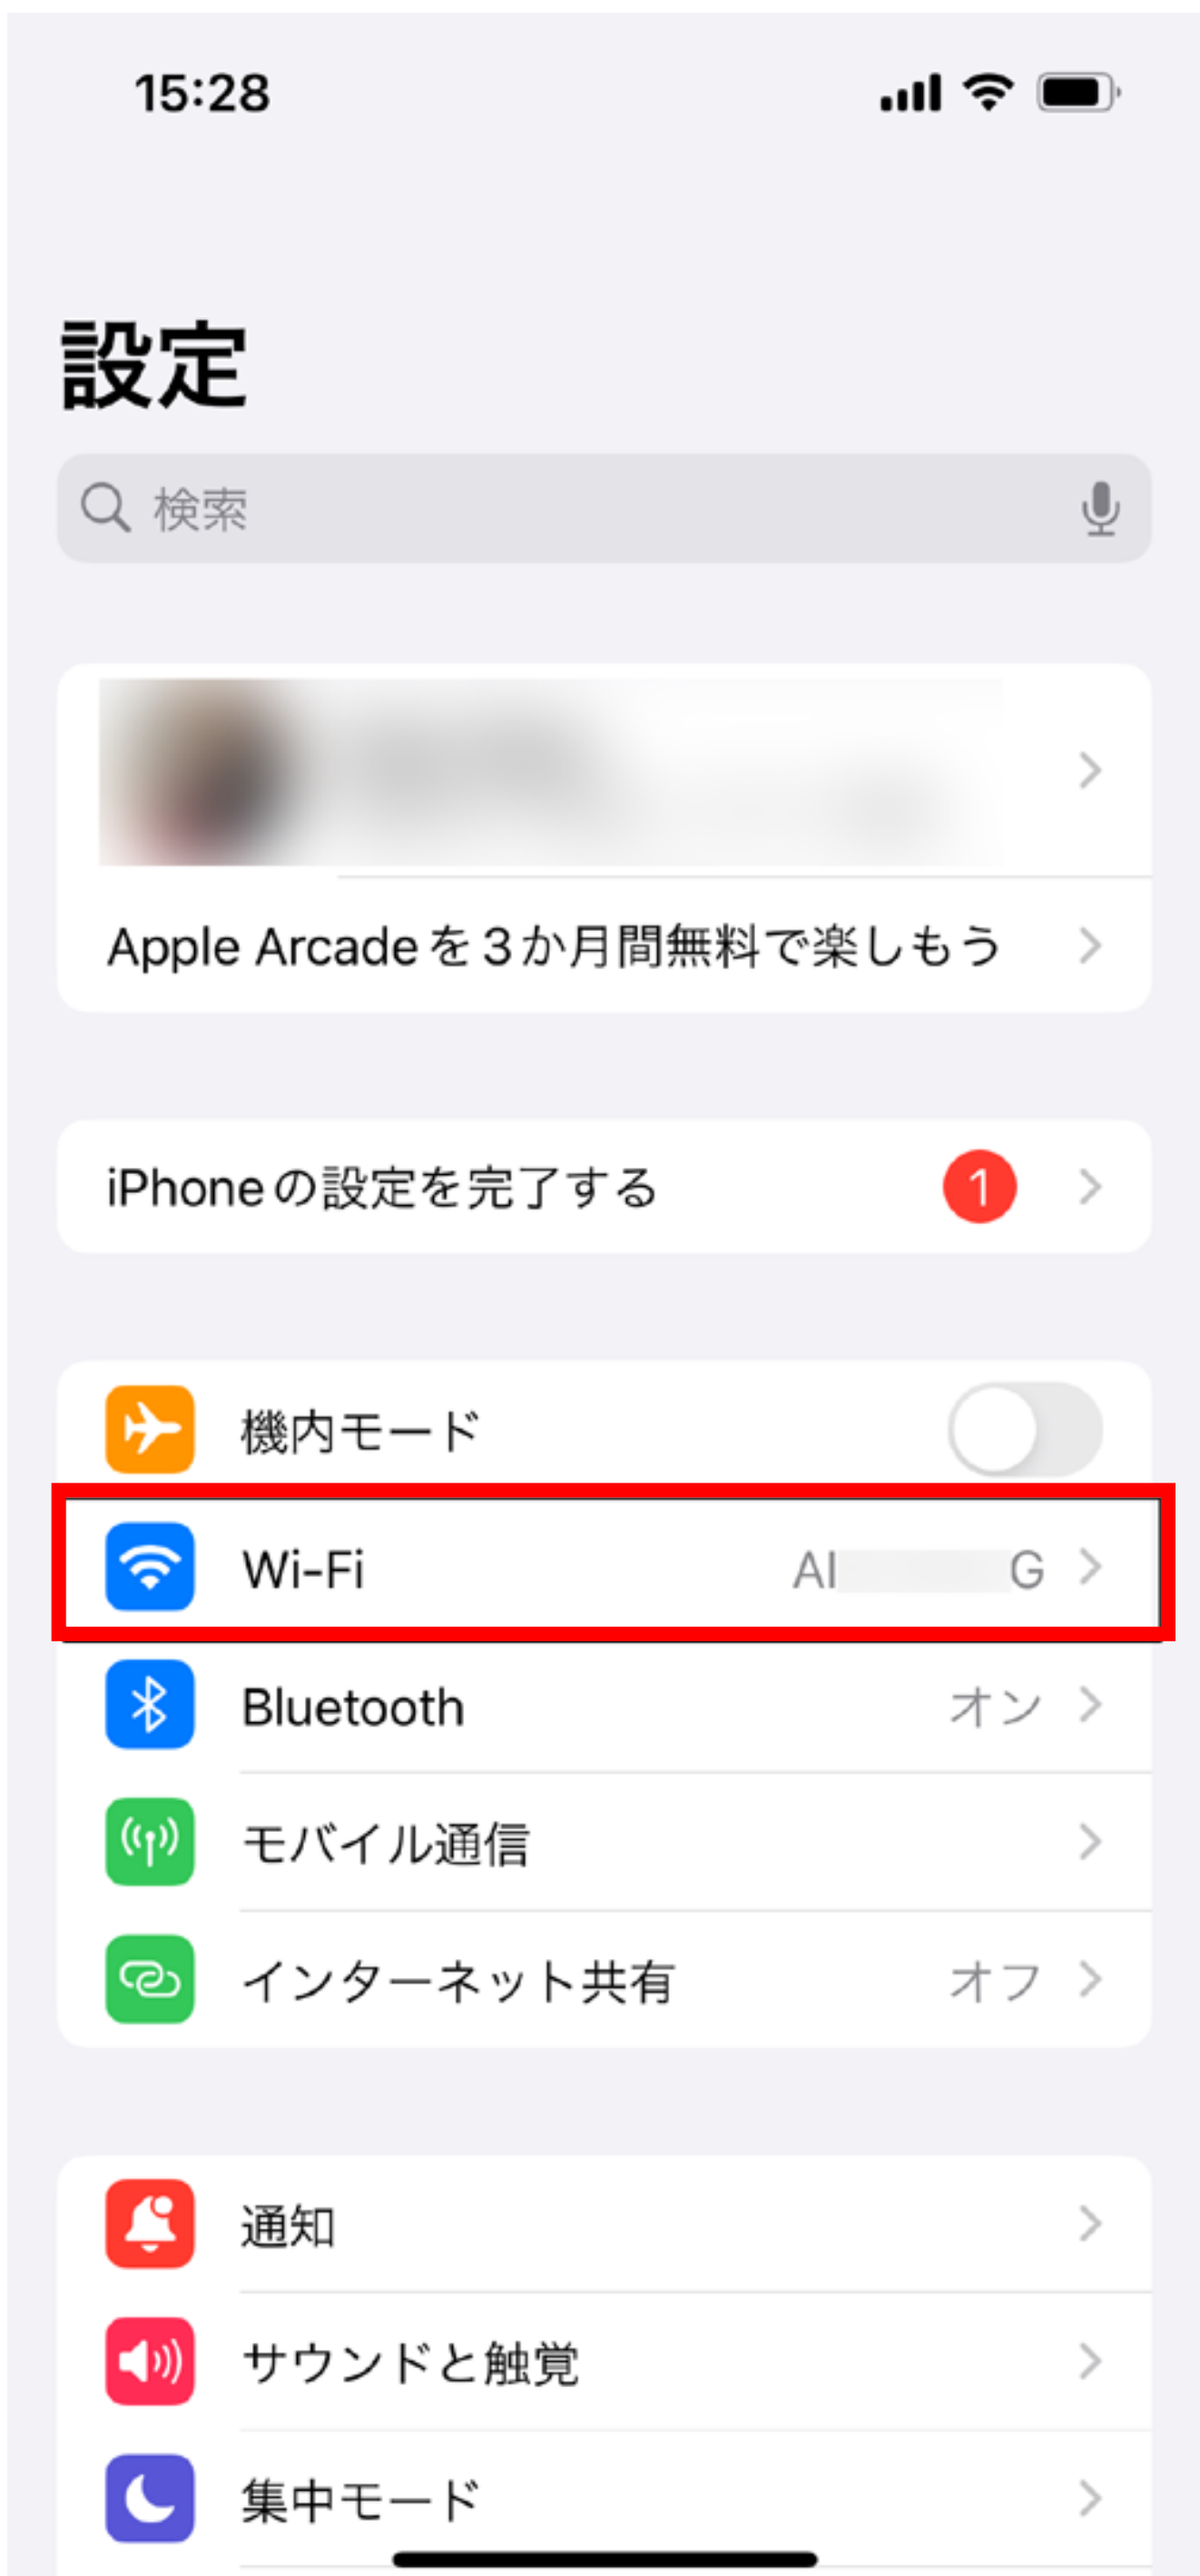 15:28
設定
検索
Apple Arcadeを3か月間無料で楽しもう
iPhoneの設定を完了する 1
機内モード
Wi-Fi
Bluetooth オン
モバイル通信
インターネット共有 オフ
通知
サウンドと触覚
集中モード